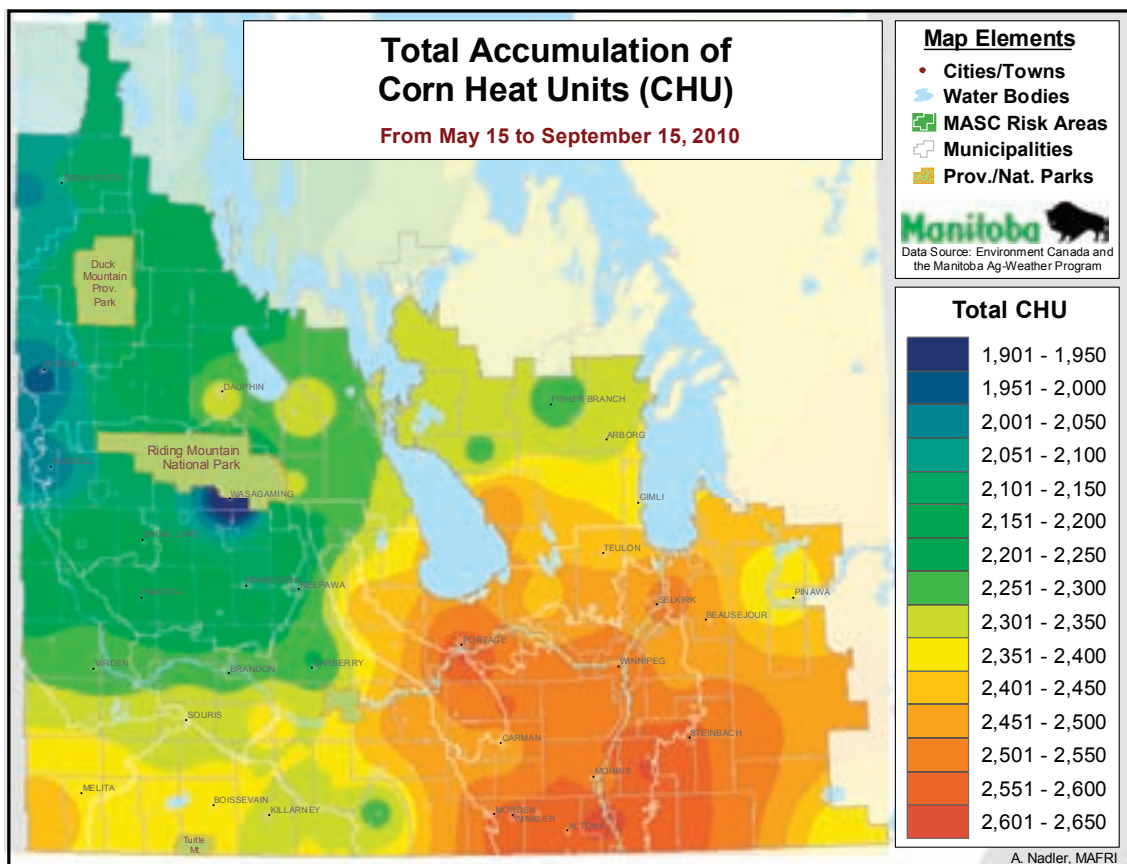 Total Accumulation of
Corn Heat Units (CHU)
From May 15 to September 15, 2010
Map Elements
Cities/Towns
Water Bodies
MASC Risk Areas
Municipalities
Prov./Nat. Parks
Manitoba
Data Source: Environment Canada and
the Manitoba Ag-Weather Program
Total CHU
1,901 - 1,950
1,951 - 2,000
2,001 - 2,050
2,051 - 2,100
2,101 - 2,150
2,151 - 2,200
2,201 - 2,250
2,251 - 2,300
2,301 - 2,350
2,351 - 2,400
2,401 - 2,450
2,451 - 2,500
2,501 - 2,550
2,551 - 2,600
2,601 - 2,650
A. Nadler, MAFRI
Duck
Mountain
Prov.
Park
DAUPHIN
FISHER BRANCH
ARBORG
Riding Mountain
National Park
WASAGAMING
GIMLI
TEULON
NEEPAWA
SELKIRK
PINAWA
BEAUSEJOUR
PORTAGE
WINNIPEG
VIRDEN
BRANDON
CARBERRY
SOURIS
CARMAN
STEINBACH
MORRIS
MELITA
BOISSEVAIN
KILLARNEY
MORDEN
WINKLER
ALTONA
Turtle
Mt.